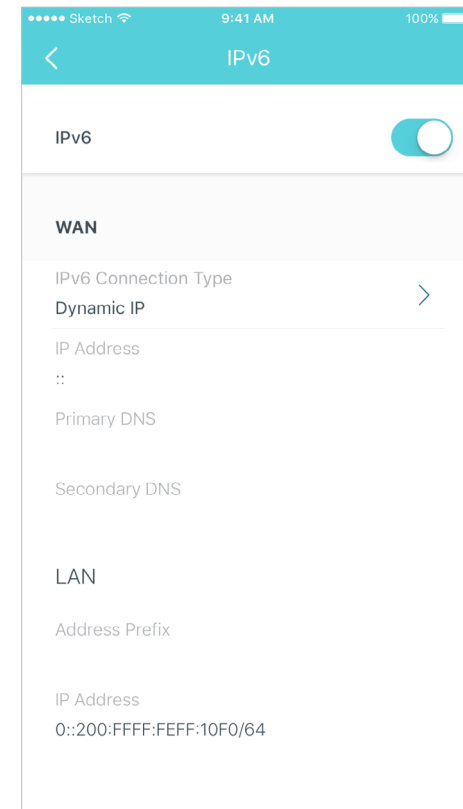 Sketch 9:41 AM 100%
IPv6
IPv6
WAN
IPv6 Connection Type
Dynamic IP
IP Address
::
Primary DNS
Secondary DNS
LAN
Address Prefix
IP Address
0::200:FFFF:FEFF:10F0/64